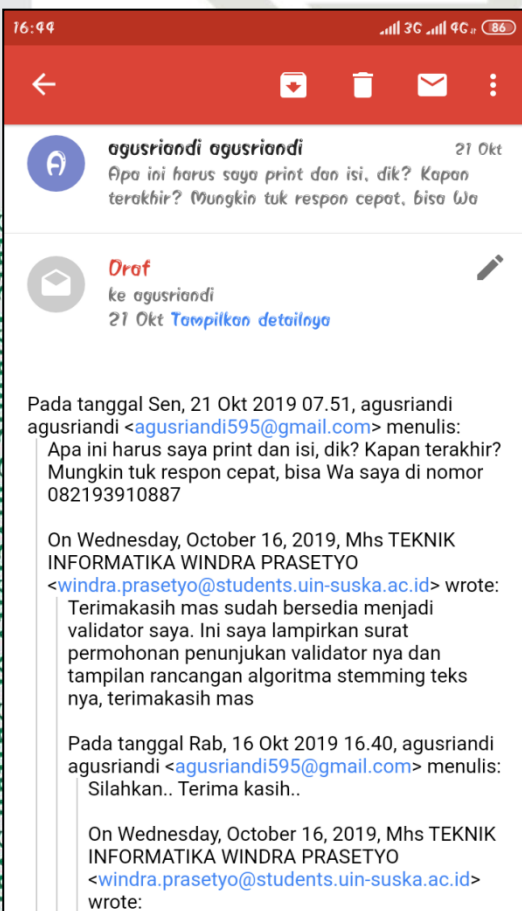 16:44
3G 4G 86
A
agusriandi agusriandi 21 Okt
Apa ini harus saya print dan isi, dik? Kapan
terakhir? Mungkin tuk respon cepat, bisa Wa
Draf
ke agusriandi
21 Okt Tampilkan detailnya
Pada tanggal Sen, 21 Okt 2019 07.51, agusriandi
agusriandi <agusriandi595@gmail.com> menulis:
Apa ini harus saya print dan isi, dik? Kapan terakhir?
Mungkin tuk respon cepat, bisa Wa saya di nomor
082193910887
On Wednesday, October 16, 2019, Mhs TEKNIK
INFORMATIKA WINDRA PRASETYO
<windra.prasetyo@students.uin-suska.ac.id> wrote:
Terimakasih mas sudah bersedia menjadi
validator saya. Ini saya lampirkan surat
permohonan penunjukan validator nya dan
tampilan rancangan algoritma stemming teks
nya, terimakasih mas
Pada tanggal Rab, 16 Okt 2019 16.40, agusriandi
agusriandi <agusriandi595@gmail.com> menulis:
Silahkan.. Terima kasih..
On Wednesday, October 16, 2019, Mhs TEKNIK
INFORMATIKA WINDRA PRASETYO
<windra.prasetyo@students.uin-suska.ac.id>
wrote: